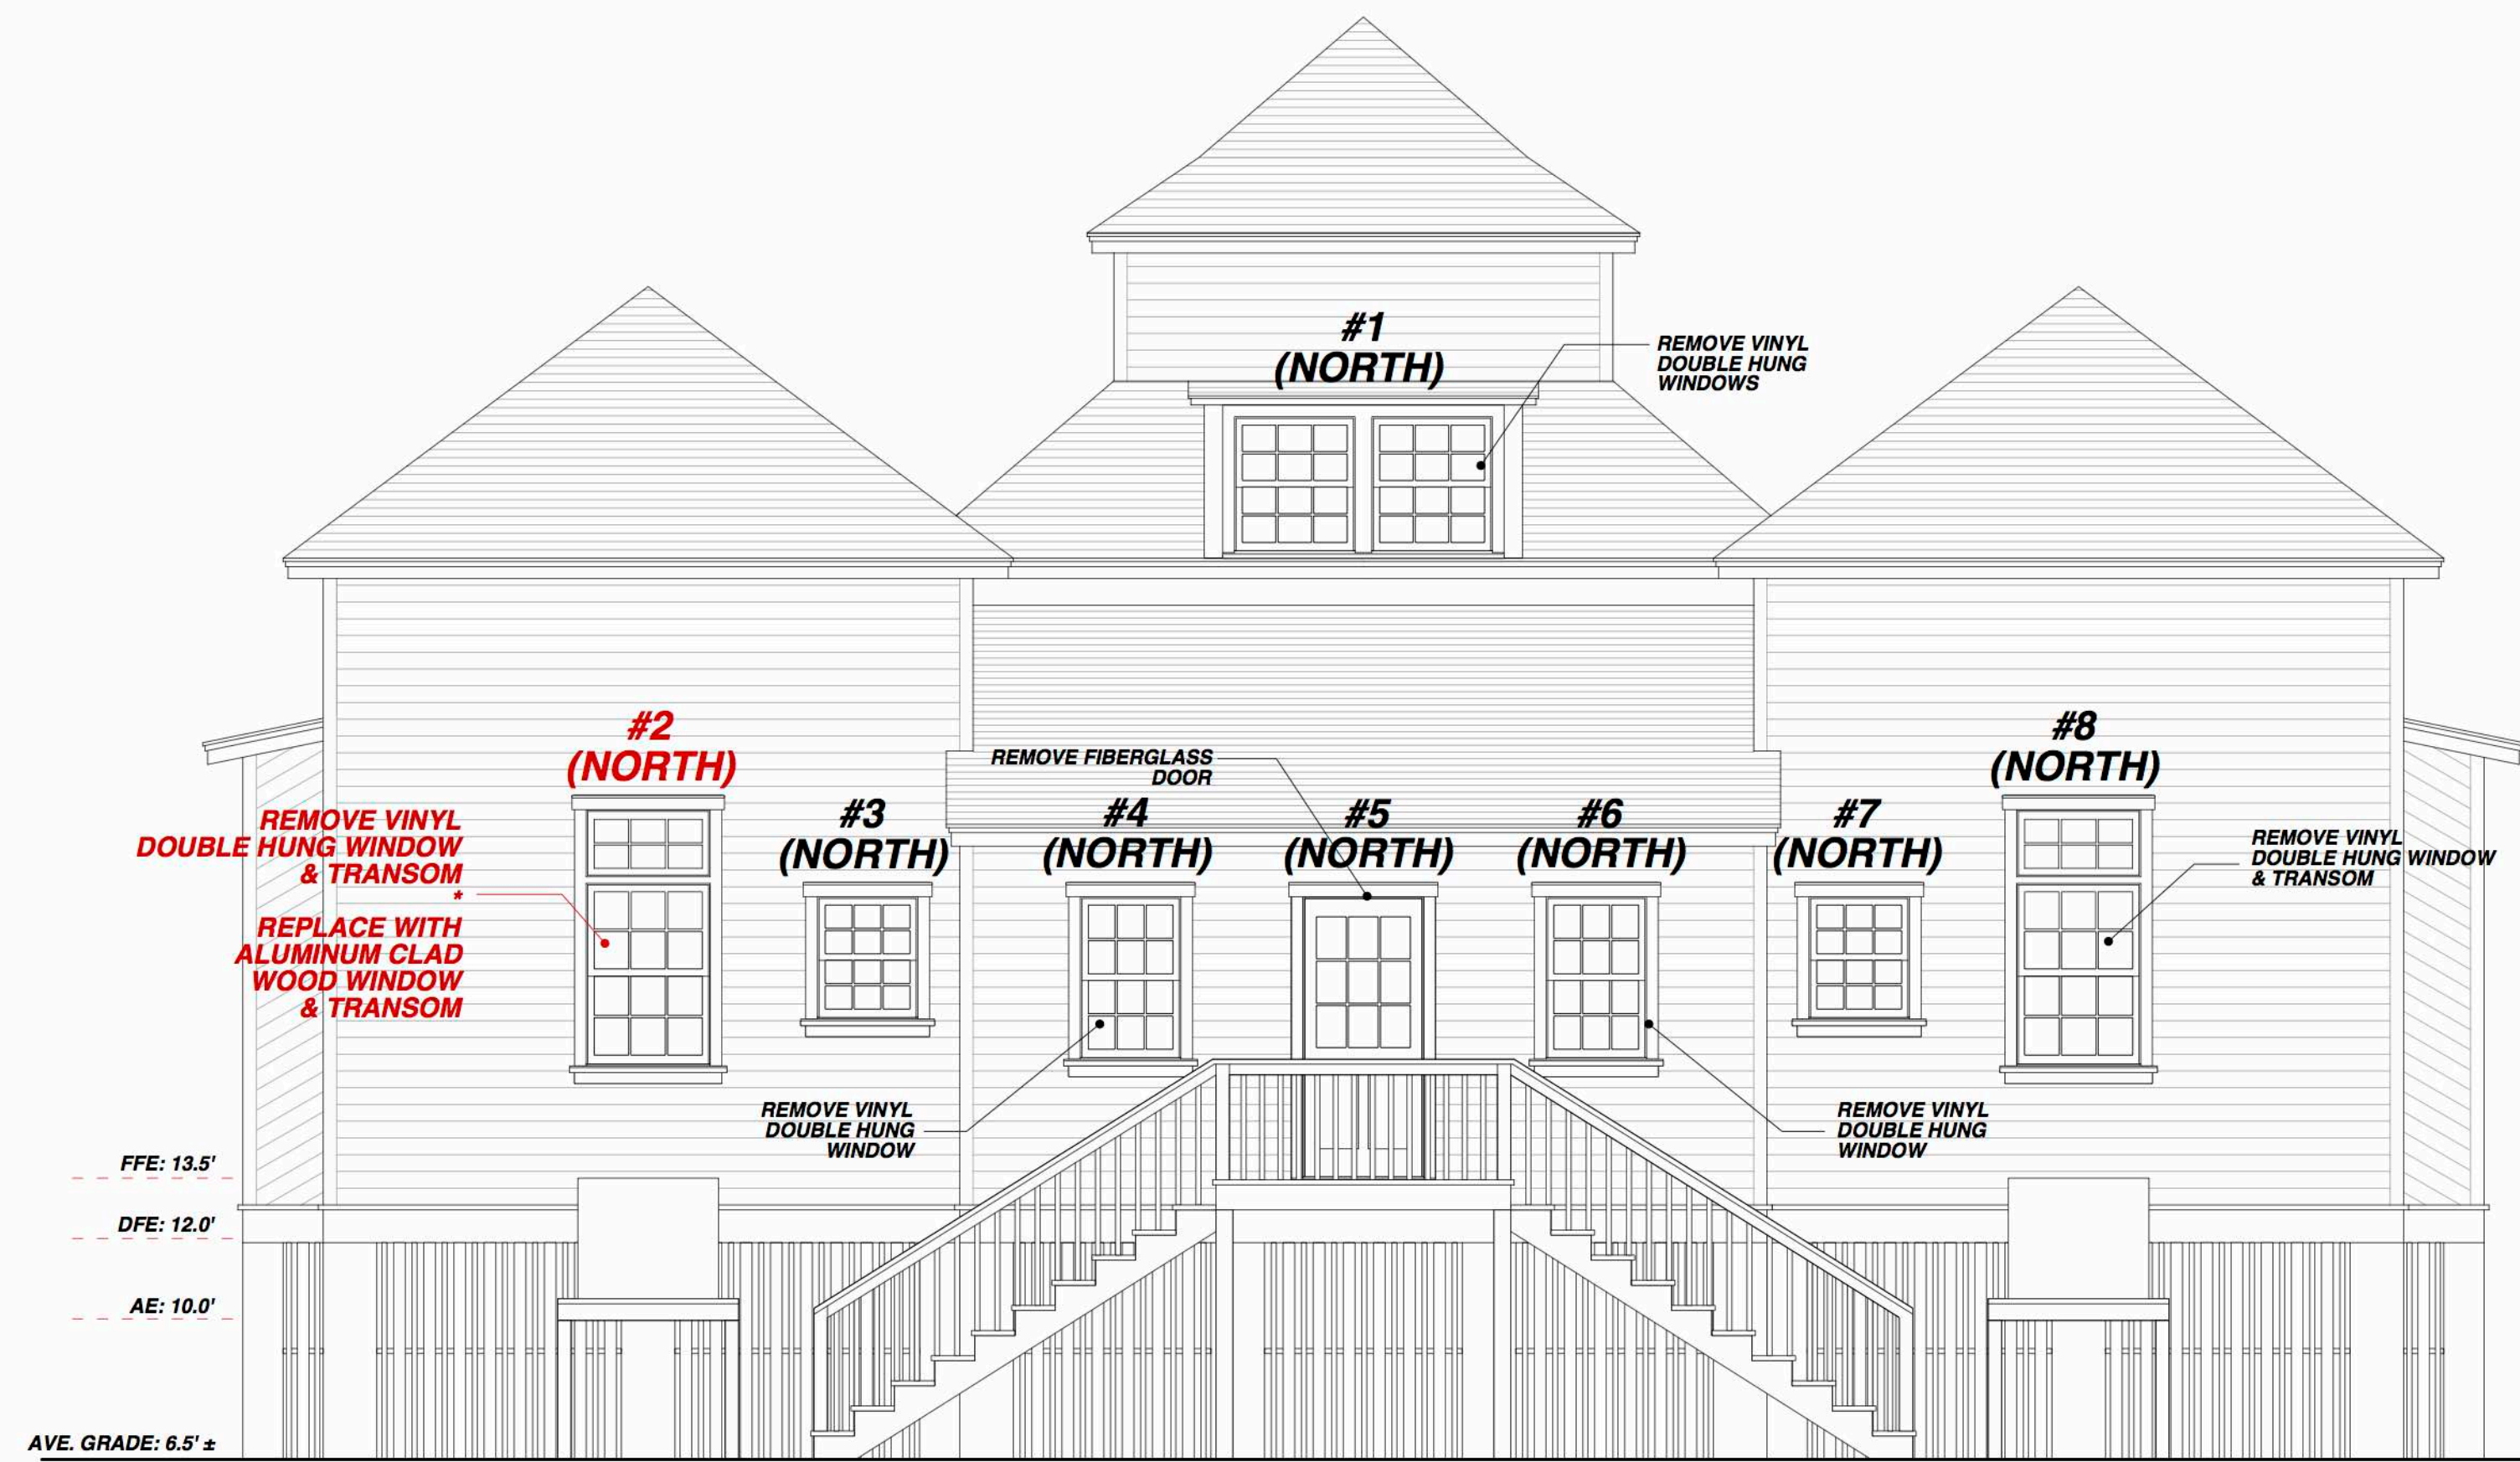 #1
(NORTH)
REMOVE VINYL
DOUBLE HUNG
WINDOWS
#2
(NORTH)
REMOVE VINYL
DOUBLE HUNG WINDOW
& TRANSOM
*
REPLACE WITH
ALUMINUM CLAD
WOOD WINDOW
& TRANSOM
#3
(NORTH)
REMOVE FIBERGLASS
DOOR
#4
(NORTH)
#5
(NORTH)
#6
(NORTH)
#7
(NORTH)
#8
(NORTH)
REMOVE VINYL
DOUBLE HUNG WINDOW
& TRANSOM
REMOVE VINYL
DOUBLE HUNG
WINDOW
REMOVE VINYL
DOUBLE HUNG
WINDOW
FFE: 13.5'
DFE: 12.0'
AE: 10.0'
AVE. GRADE: 6.5' ±